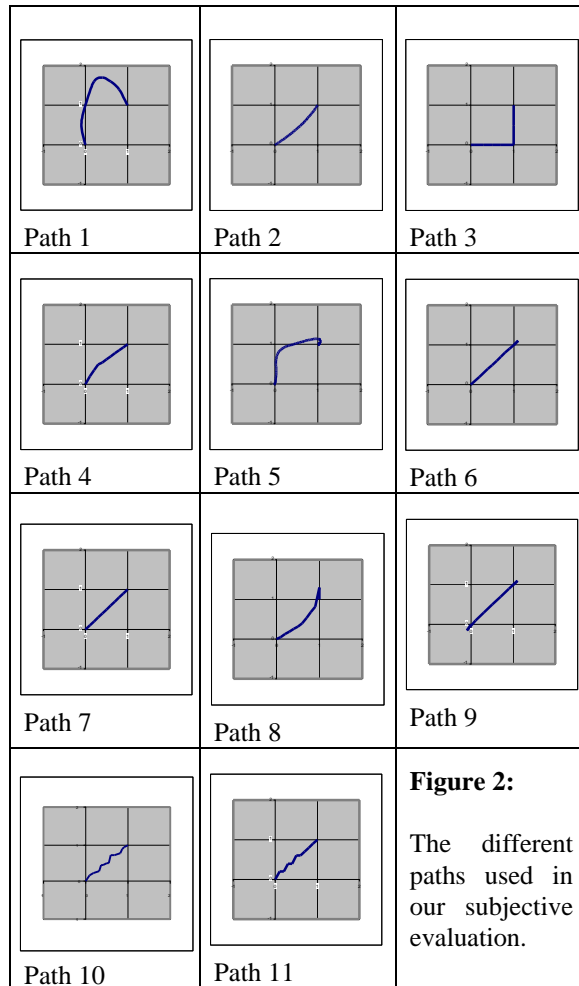 Path 1
Path 2
Path 3
Path 4
Path 5
Path 6
Path 7
Path 8
Path 9
Path 10
Path 11
Figure 2:
The different
paths used in
our subjective
evaluation.